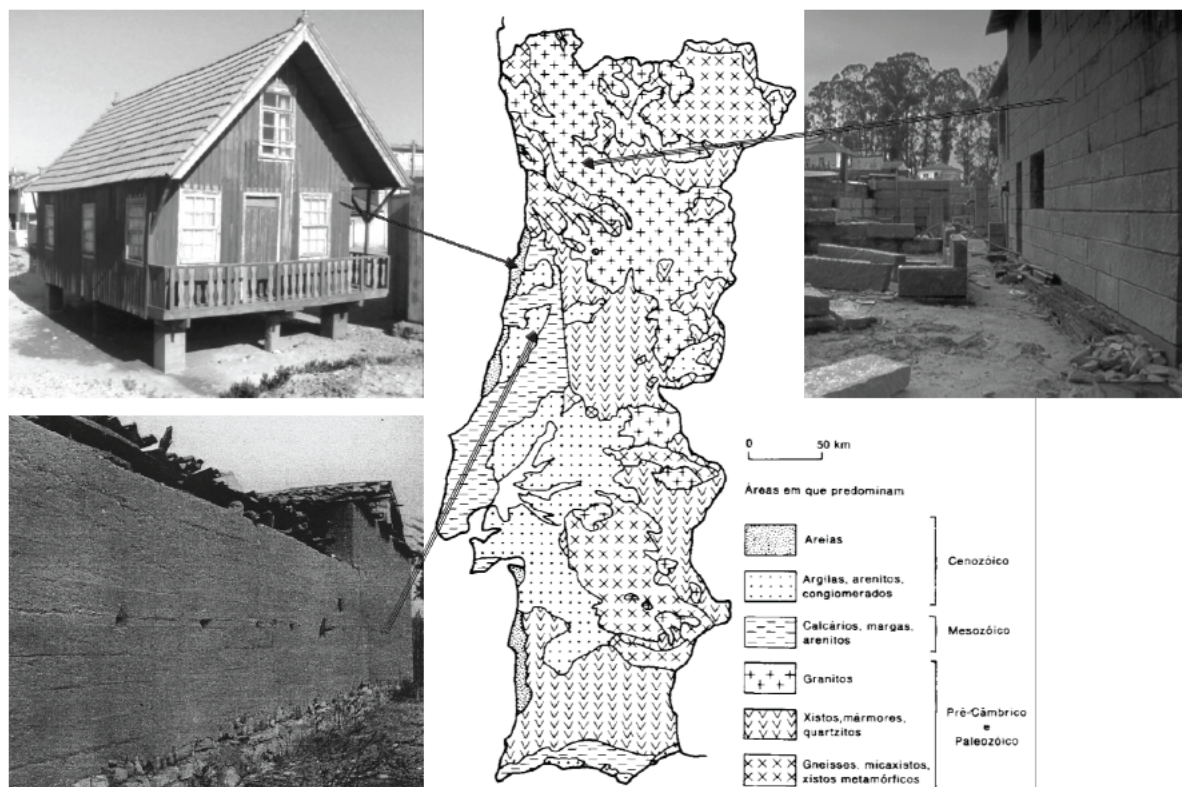 0 50 km
Áreas em que predominam
Areias
Argilas, arenitos,
conglomerados
Cenozóico
Calcários, margas,
arenitos
Mesozóico
Granitos
Xistos,mármores,
quartzitos
Gneisses, micaxistos,
xistos metamórficos
Pré-Câmbrico
e
Paleozóico